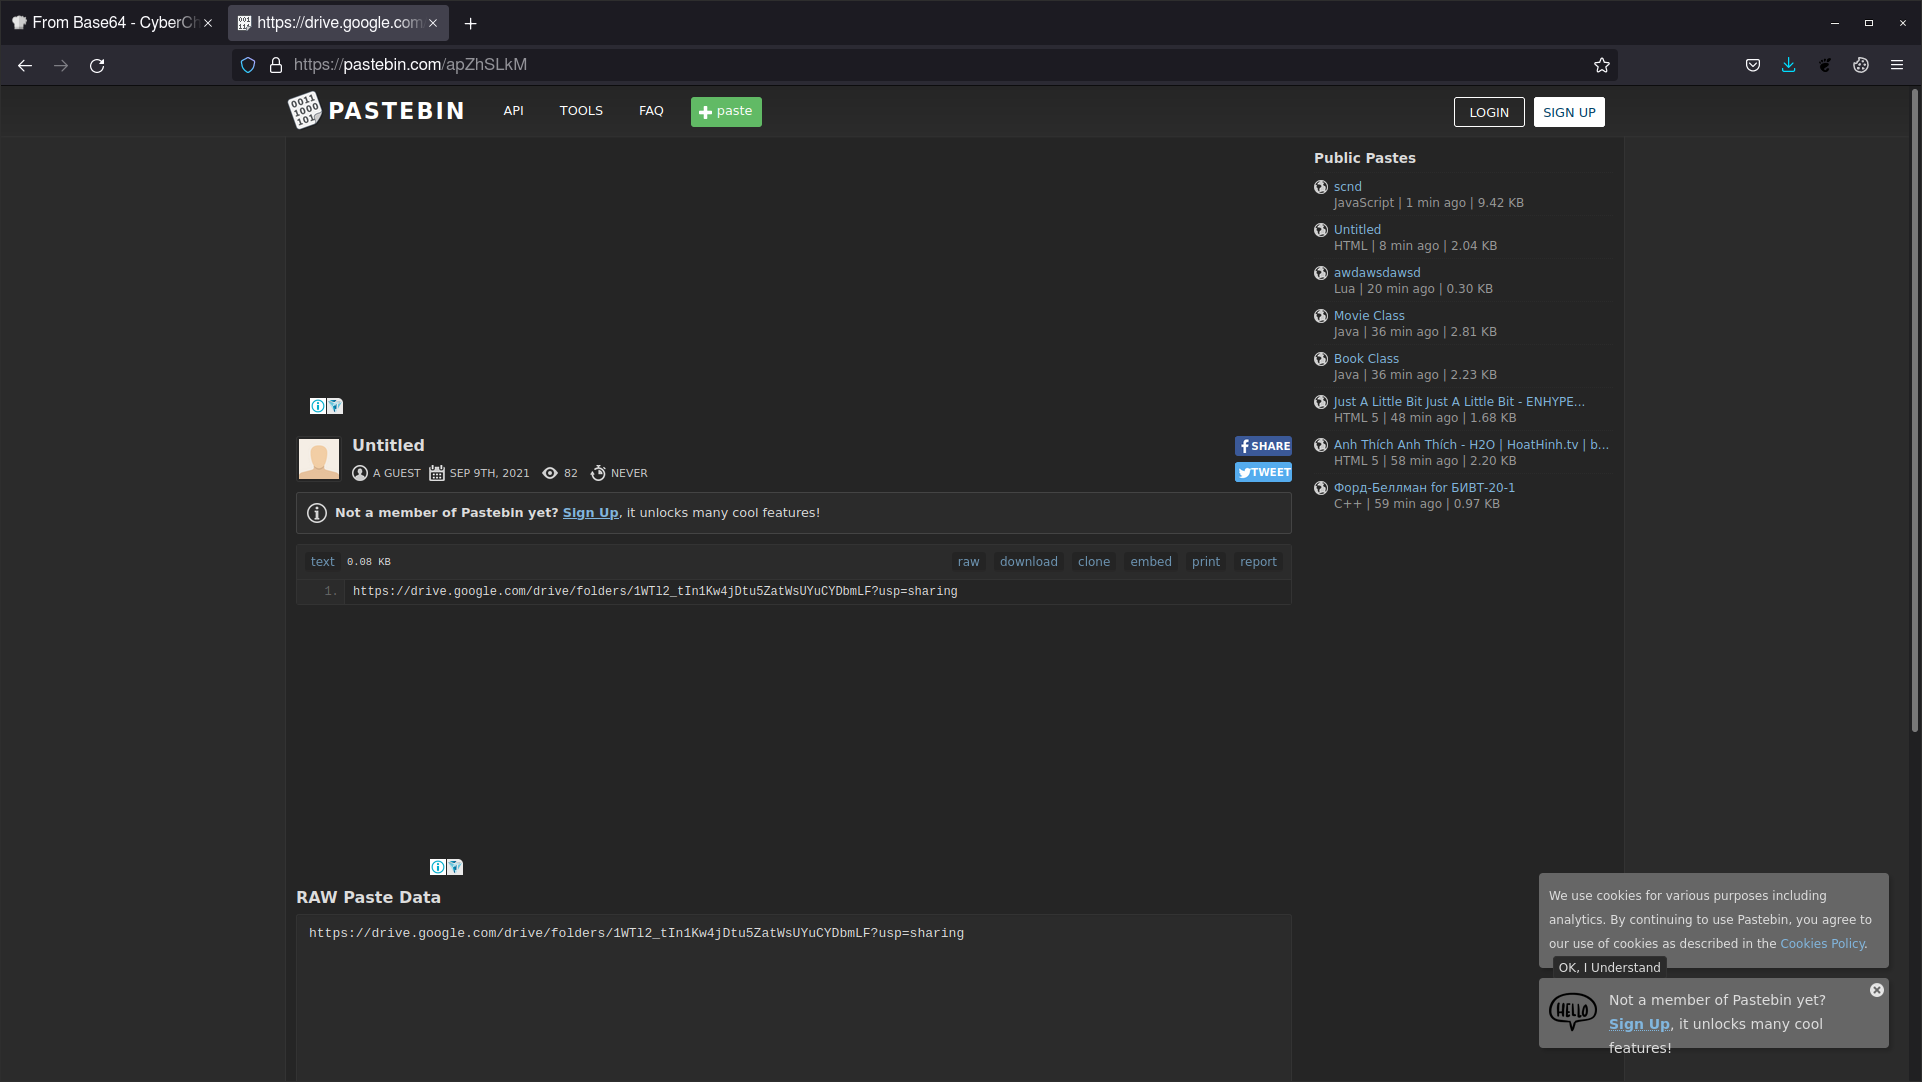 From Base64 - CyberCh
https://drive.google.com
https://pastebin.com/apZhSLkM
0011
1000
101
PASTEBIN
API
TOOLS
FAQ
paste
LOGIN
SIGN UP
Public Pastes
scnd
JavaScript | 1 min ago | 9.42 KB
Untitled
HTML | 8 min ago | 2.04 KB
awdawsdawsd
Lua | 20 min ago | 0.30 KB
Movie Class
Java | 36 min ago | 2.81 KB
Book Class
Java | 36 min ago | 2.23 KB
Just A Little Bit Just A Little Bit - ENHYPE...
HTML 5 | 48 min ago | 1.68 KB
Anh Thích Anh Thích - H2O | HoatHinh.tv | b...
HTML 5 | 58 min ago | 2.20 KB
Форд-Беллман for БИВТ-20-1
C++ | 59 min ago | 0.97 KB
Untitled
A GUEST SEP 9TH, 2021 82 NEVER
SHARE
TWEET
Not a member of Pastebin yet? Sign Up, it unlocks many cool features!
text 0.08 KB
raw download clone embed print report
1. https://drive.google.com/drive/folders/1WTl2_tIn1Kw4jDtu5ZatWsUYuCYDbmLF?usp=sharing
RAW Paste Data
https://drive.google.com/drive/folders/1WTl2_tIn1Kw4jDtu5ZatWsUYuCYDbmLF?usp=sharing
We use cookies for various purposes including
analytics. By continuing to use Pastebin, you agree to
our use of cookies as described in the Cookies Policy.
OK, I Understand
HELLO
Not a member of Pastebin yet?
Sign Up, it unlocks many cool
features!